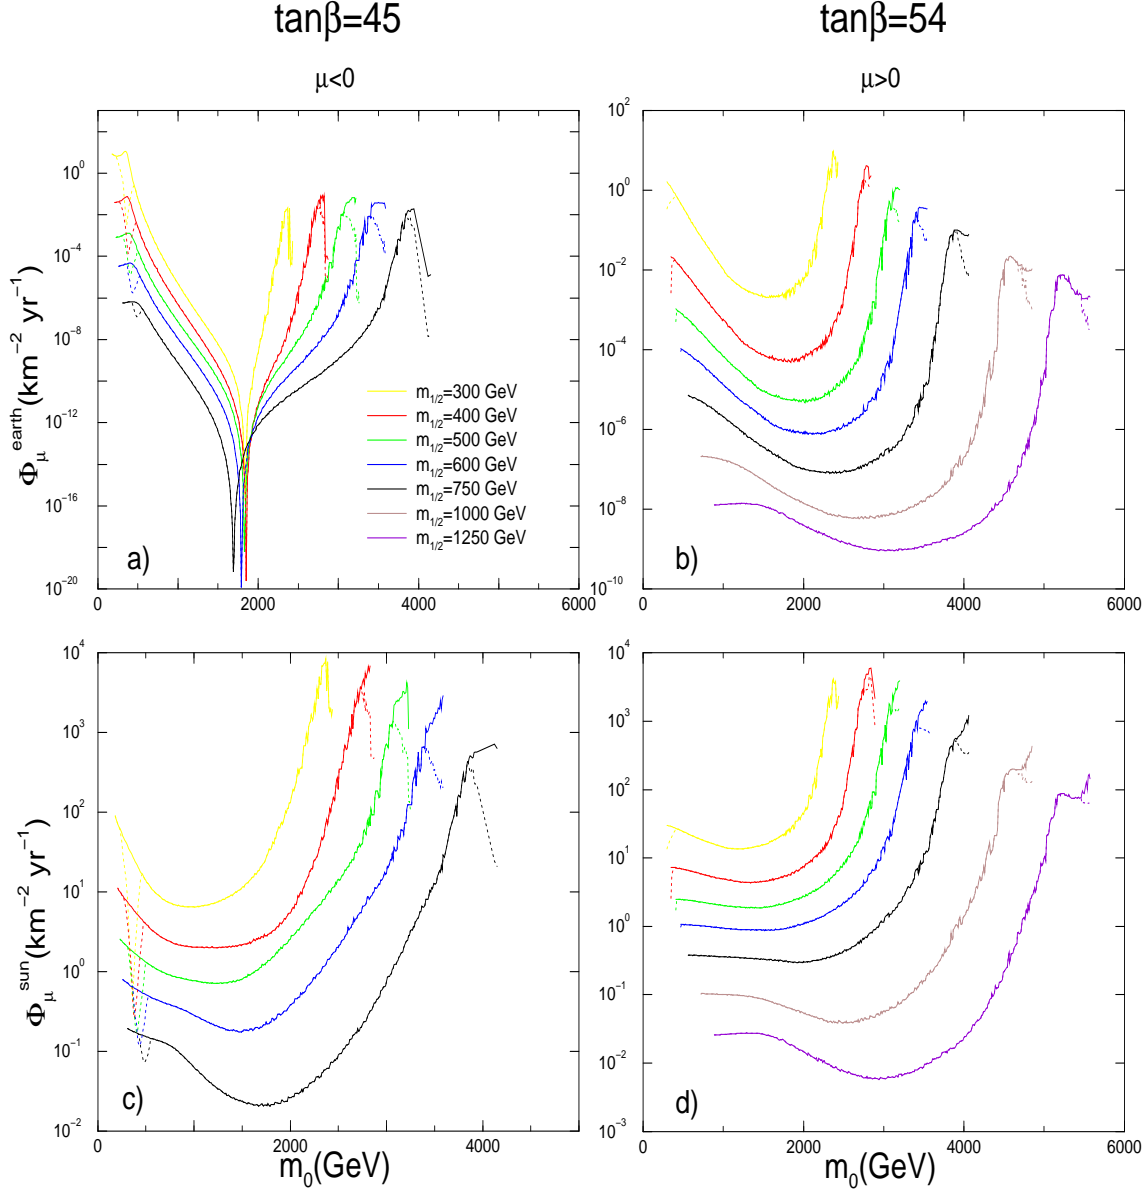 tanβ=45
tanβ=54
μ<0
μ>0
10^0
10^−4
10^−8
10^−12
10^−16
10^−20
Φ_μ^earth(km^−2 yr^−1)
m_1/2=300 GeV
m_1/2=400 GeV
m_1/2=500 GeV
m_1/2=600 GeV
m_1/2=750 GeV
m_1/2=1000 GeV
m_1/2=1250 GeV
a)
0 2000 4000 6000
10^2
10^0
10^−2
10^−4
10^−6
10^−8
10^−10
b)
0 2000 4000 6000
10^4
10^3
10^2
10^1
10^0
10^−1
10^−2
Φ_μ^sun(km^−2 yr^−1)
c)
0 2000 4000
m_0(GeV)
10^4
10^3
10^2
10^1
10^0
10^−1
10^−2
10^−3
d)
0 2000 4000 6000
m_0(GeV)